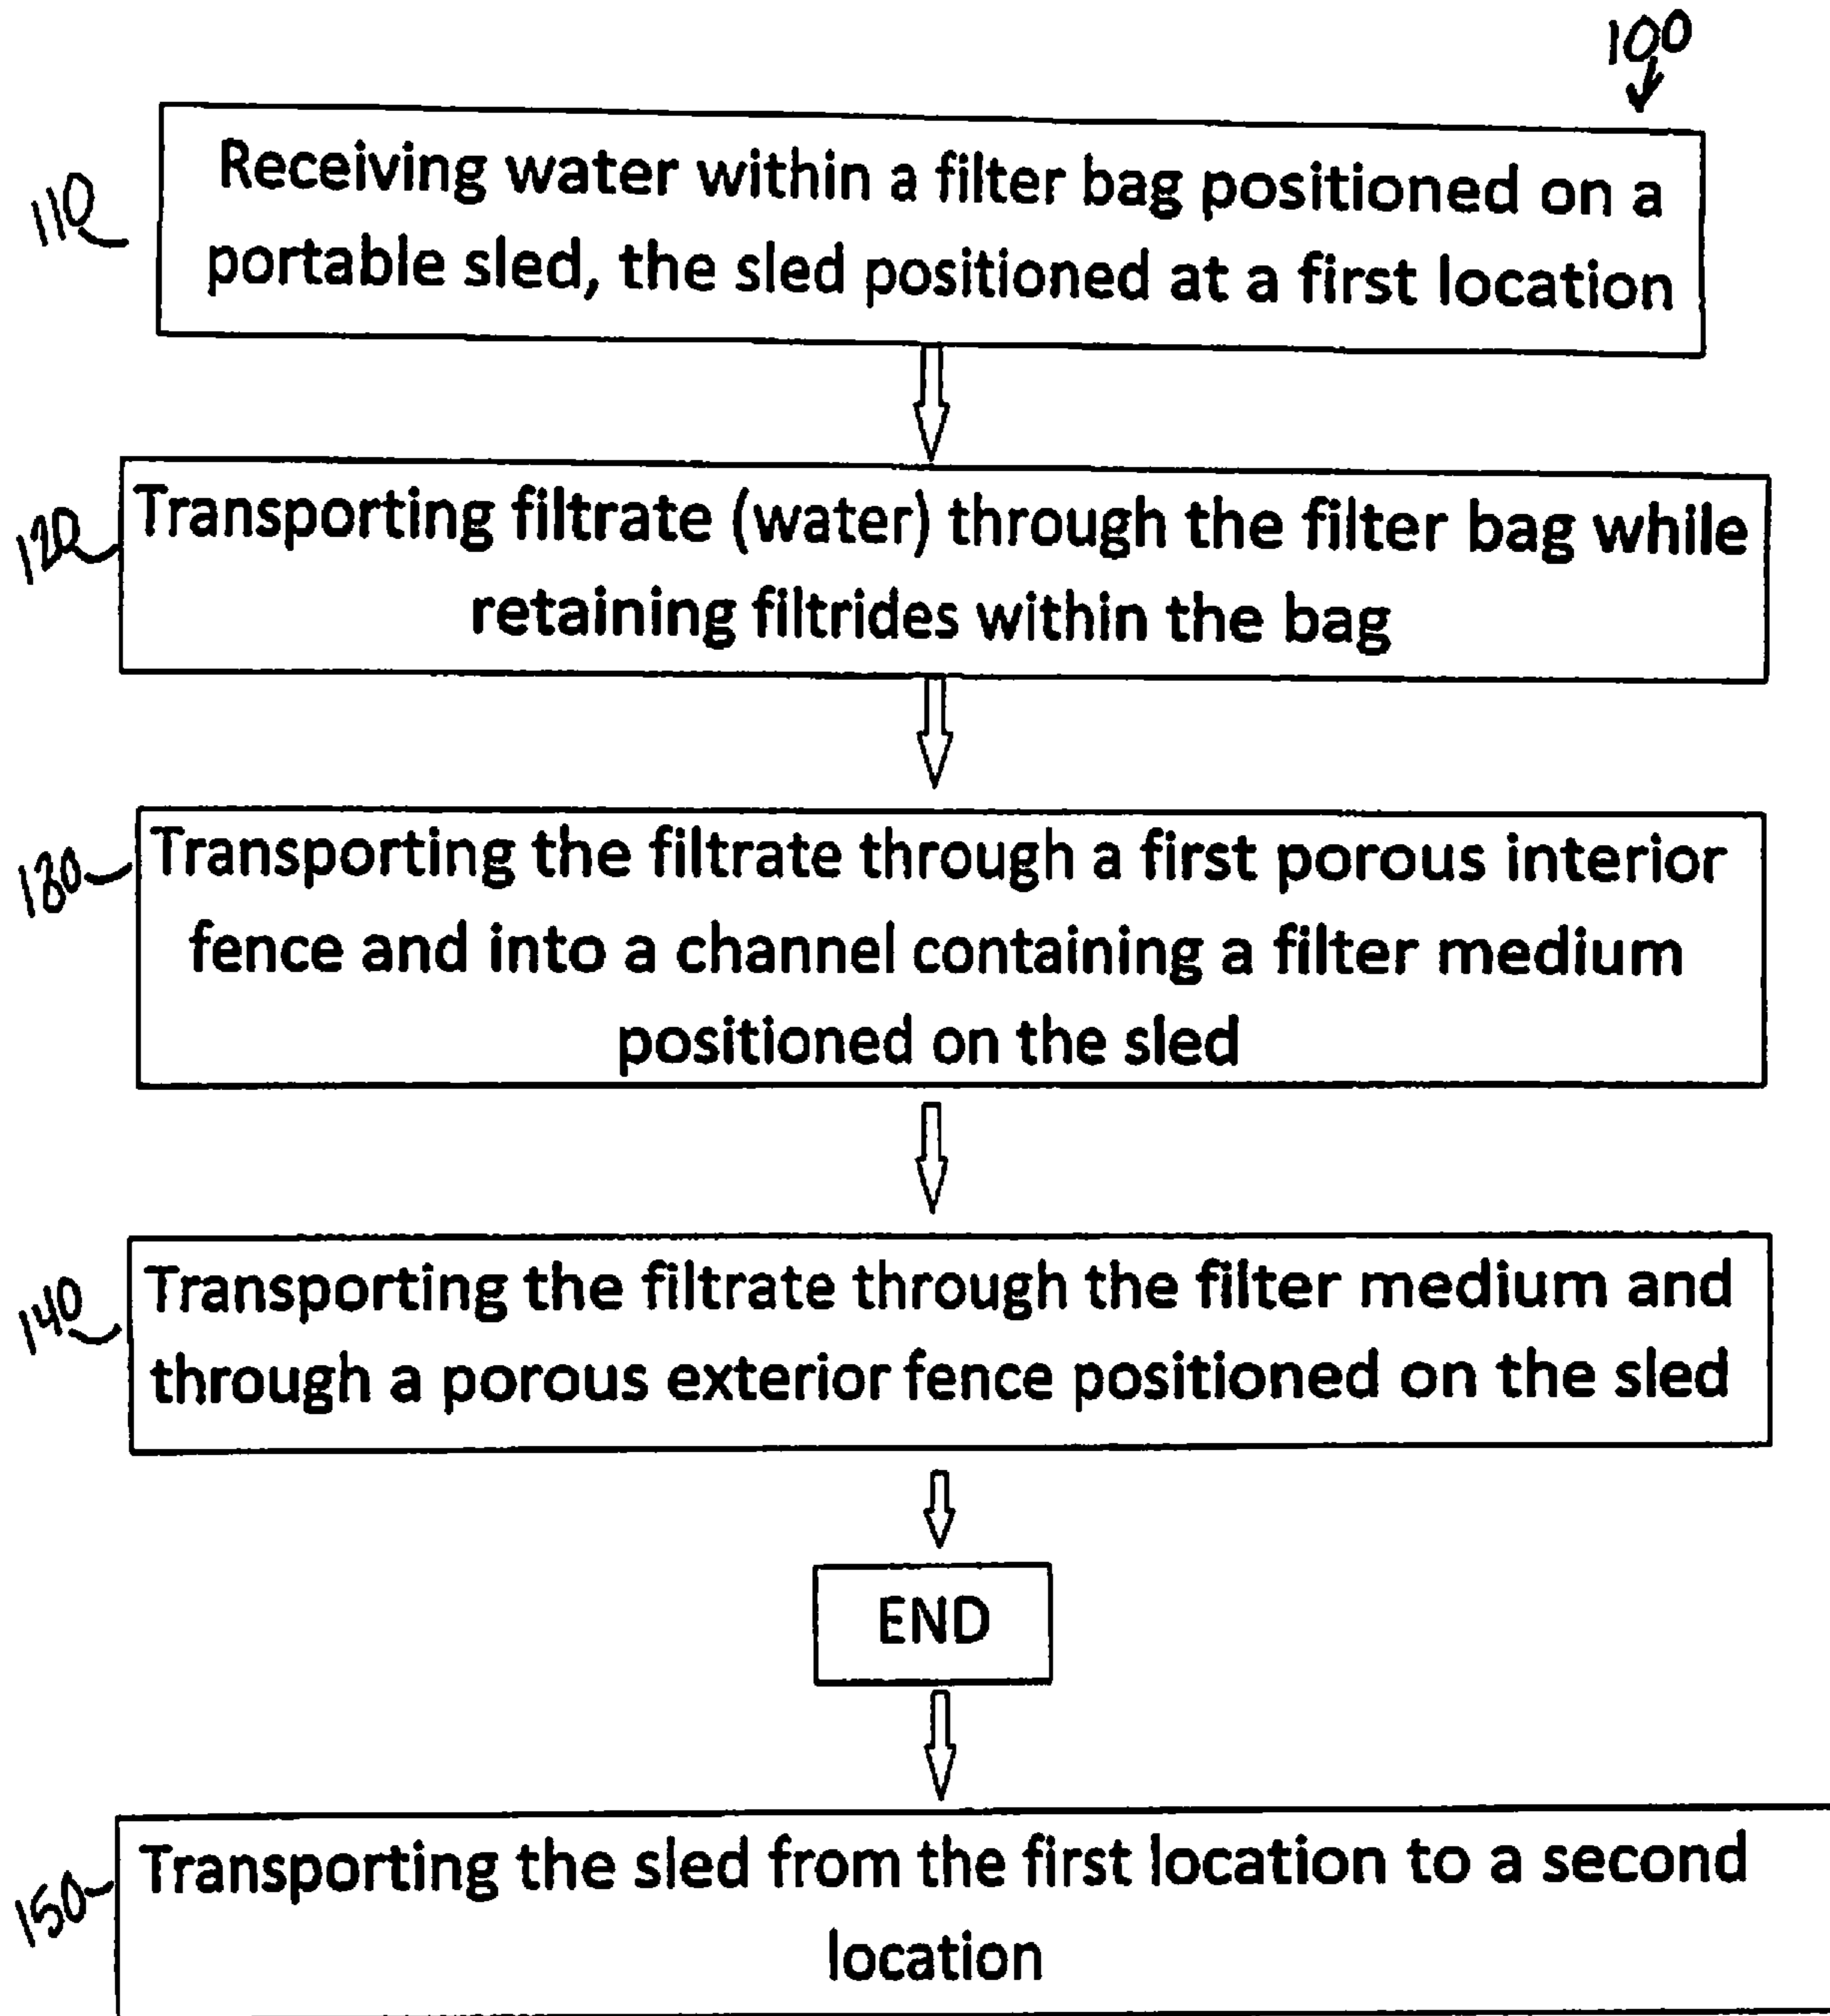 100
110
Receiving water within a filter bag positioned on a
portable sled, the sled positioned at a first location
120
Transporting filtrate (water) through the filter bag while
retaining filtrides within the bag
130
Transporting the filtrate through a first porous interior
fence and into a channel containing a filter medium
positioned on the sled
140
Transporting the filtrate through the filter medium and
through a porous exterior fence positioned on the sled
END
150
Transporting the sled from the first location to a second
location